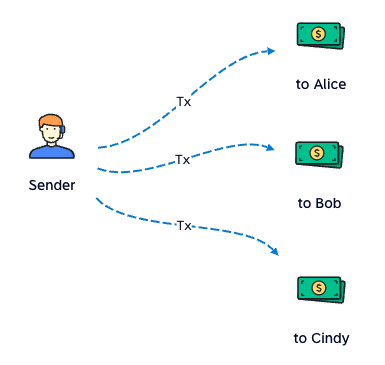 $
to Alice
Tx
$
Tx
Sender
to Bob
Tx
$
to Cindy